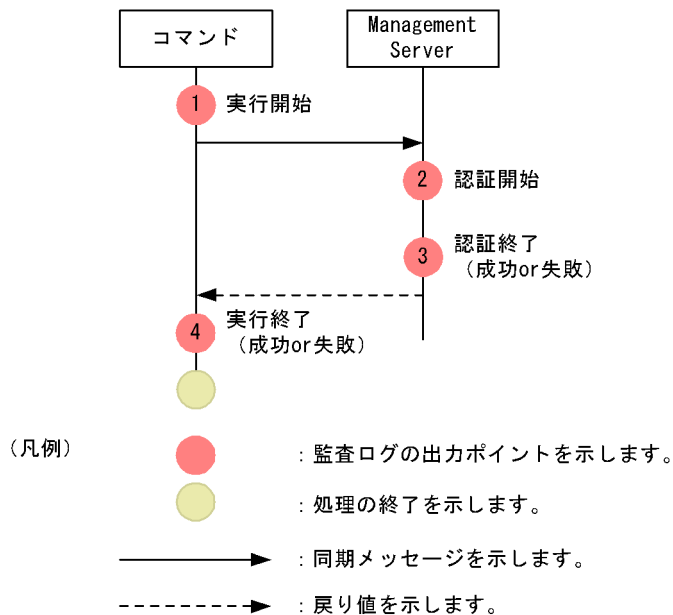 コマンド
Management
Server
1 実行開始
2 認証開始
3 認証終了
（成功or失敗）
4 実行終了
（成功or失敗）
（凡例）
：監査ログの出力ポイントを示します。
：処理の終了を示します。
：同期メッセージを示します。
：戻り値を示します。